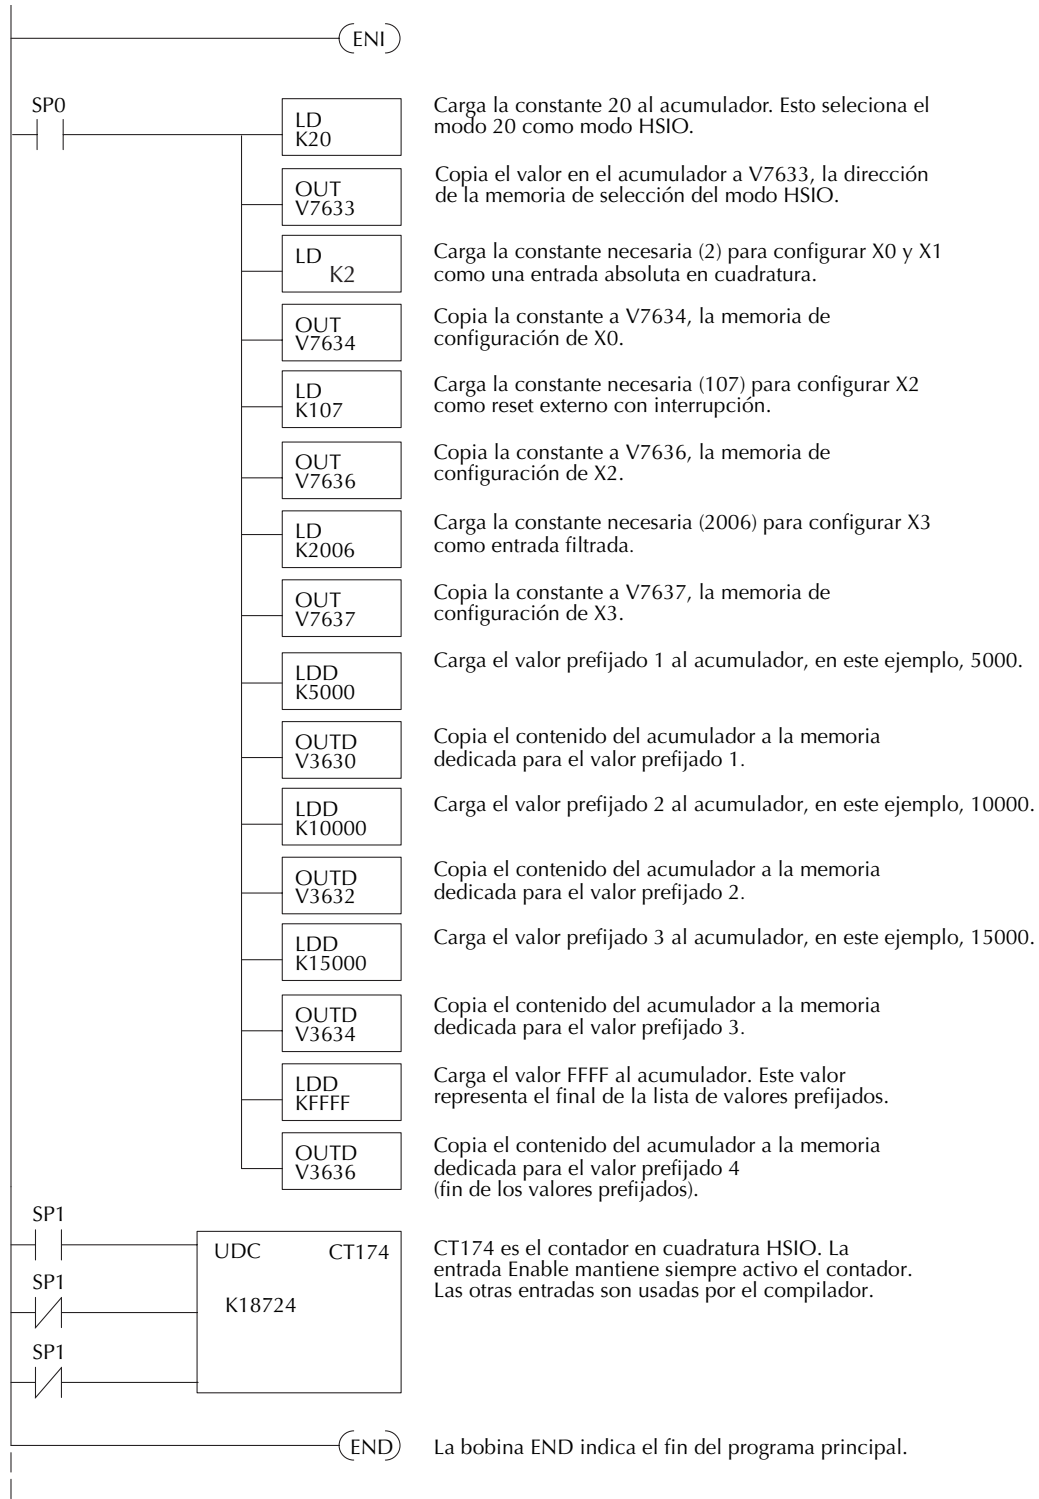 ENI
SP0
LD
K20
Carga la constante 20 al acumulador. Esto selecciona el
modo 20 como modo HSIO.
OUT
V7633
Copia el valor en el acumulador a V7633, la dirección
de la memoria de selección del modo HSIO.
LD
K2
Carga la constante necesaria (2) para configurar X0 y X1
como una entrada absoluta en cuadratura.
OUT
V7634
Copia la constante a V7634, la memoria de
configuración de X0.
LD
K107
Carga la constante necesaria (107) para configurar X2
como reset externo con interrupción.
OUT
V7636
Copia la constante a V7636, la memoria de
configuración de X2.
LD
K2006
Carga la constante necesaria (2006) para configurar X3
como entrada filtrada.
OUT
V7637
Copia la constante a V7637, la memoria de
configuración de X3.
LDD
K5000
Carga el valor prefijado 1 al acumulador, en este ejemplo, 5000.
OUTD
V3630
Copia el contenido del acumulador a la memoria
dedicada para el valor prefijado 1.
LDD
K10000
Carga el valor prefijado 2 al acumulador, en este ejemplo, 10000.
OUTD
V3632
Copia el contenido del acumulador a la memoria
dedicada para el valor prefijado 2.
LDD
K15000
Carga el valor prefijado 3 al acumulador, en este ejemplo, 15000.
OUTD
V3634
Copia el contenido del acumulador a la memoria
dedicada para el valor prefijado 3.
LDD
KFFFF
Carga el valor FFFF al acumulador. Este valor
representa el final de la lista de valores prefijados.
OUTD
V3636
Copia el contenido del acumulador a la memoria
dedicada para el valor prefijado 4
(fin de los valores prefijados).
SP1
UDC CT174
K18724
CT174 es el contador en cuadratura HSIO. La
entrada Enable mantiene siempre activo el contador.
Las otras entradas son usadas por el compilador.
SP1
SP1
END
La bobina END indica el fin del programa principal.